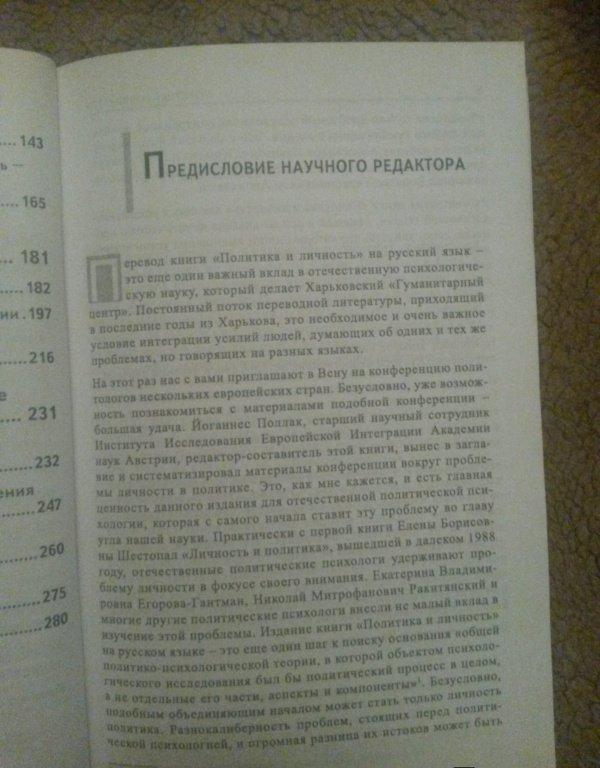 143
ь —
165
181
182
ии . 197
216
е
231
232
ения
247
260
275
280
ПРЕДИСЛОВИЕ НАУЧНОГО РЕДАКТОРА
Перевод книги «Политика и личность» на русский язык –
это еще один важный вклад в отечественную психологиче-
скую науку, который делает Харьковский «Гуманитарный
центр». Постоянный поток переводной литературы, приходящий
в последние годы из Харькова, это необходимое и очень важное
условие интеграции усилий людей, думающих об одних и тех же
проблемах, но говорящих на разных языках.
На этот раз нас с вами приглашают в Вену на конференцию поли-
тологов нескольких европейских стран. Безусловно, уже возмож-
ность познакомиться с материалами подобной конференции –
большая удача. Йоганнес Поллак, старший научный сотрудник
Института Исследования Европейской Интеграции Академии
наук Австрии, редактор-составитель этой книги, вынес в загла-
вие и систематизировал материалы конференции вокруг пробле-
мы личности в политике. Это, как мне кажется, и есть главная
ценность данного издания для отечественной политической пси-
хологии, которая с самого начала ставит эту проблему во главу
угла нашей науки. Практически с первой книги Елены Борисов-
ны Шестопал «Личность и политика», вышедшей в далеком 1988
году, отечественные политические психологи удерживают про-
блему личности в фокусе своего внимания. Екатерина Владими-
ровна Егорова-Гантман, Николай Митрофанович Ракитянский и
многие другие политические психологи внесли не малый вклад в
изучение этой проблемы. Издание книги «Политика и личность»
на русском языке – это еще один шаг к поиску основания «общей
политико-психологической теории, в которой объектом психоло-
гического исследования был бы политический процесс в целом,
а не отдельные его части, аспекты и компоненты»¹. Безусловно,
подобным объединяющим началом может стать только личность
политика. Разнокалиберность проблем, стоящих перед полити-
ческой психологией, и огромная разница их истоков может быть